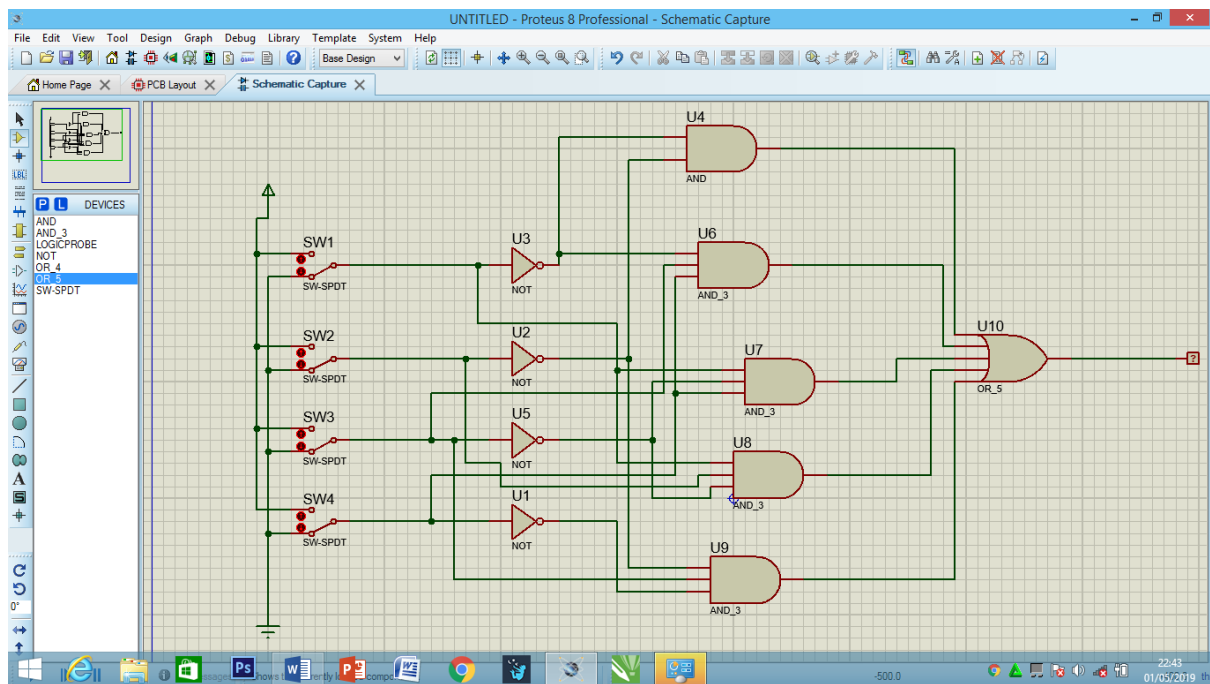 UNTITLED - Proteus 8 Professional - Schematic Capture
File Edit View Tool Design Graph Debug Library Template System Help
Base Design
Home Page
PCB Layout
Schematic Capture
LBL
P L DEVICES
AND
AND_3
LOGICPROBE
NOT
OR_4
OR_5
SW-SPDT
A
S
0°
U4
AND
SW1
SW-SPDT
U3
NOT
U6
AND_3
SW2
SW-SPDT
U2
NOT
U7
AND_3
U10
OR_5
?
SW3
SW-SPDT
U5
NOT
U8
AND_3
SW4
SW-SPDT
U1
NOT
U9
AND_3
Ps
-500.0
22:43
01/05/2019